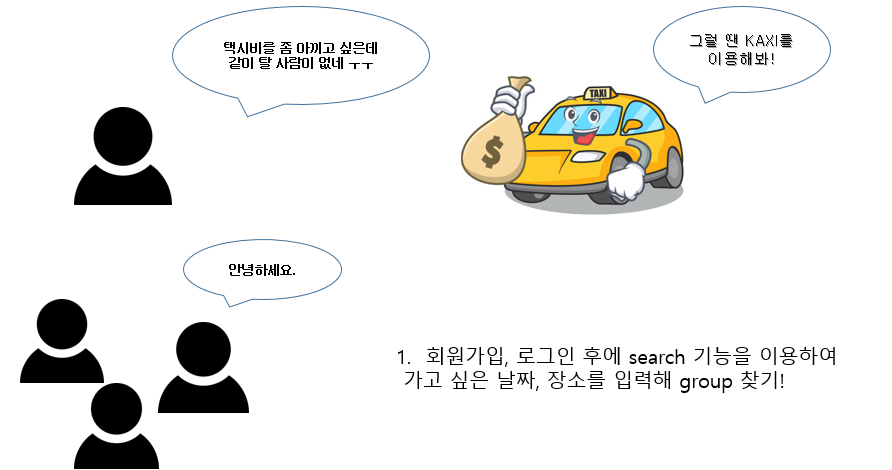 택시비를 좀 아끼고 싶은데
같이 탈 사람이 없네 ㅜㅜ
그럴 땐 KAXI를
이용해봐!
TAXI
$
안녕하세요.
1. 회원가입, 로그인 후에 search 기능을 이용하여
가고 싶은 날짜, 장소를 입력해 group 찾기!